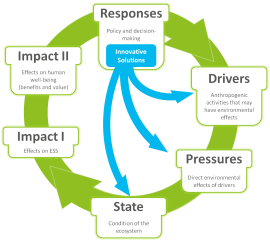 Responses
Policy and decision-
making
Innovative
Solutions
Drivers
Anthropogenic
activities that may
have environmental
effects
Pressures
Direct environmental
effects of drivers
State
Condition of the
ecosystem
Impact I
Effects on ESS
Impact II
Effects on human
well-being
(benefits and value)